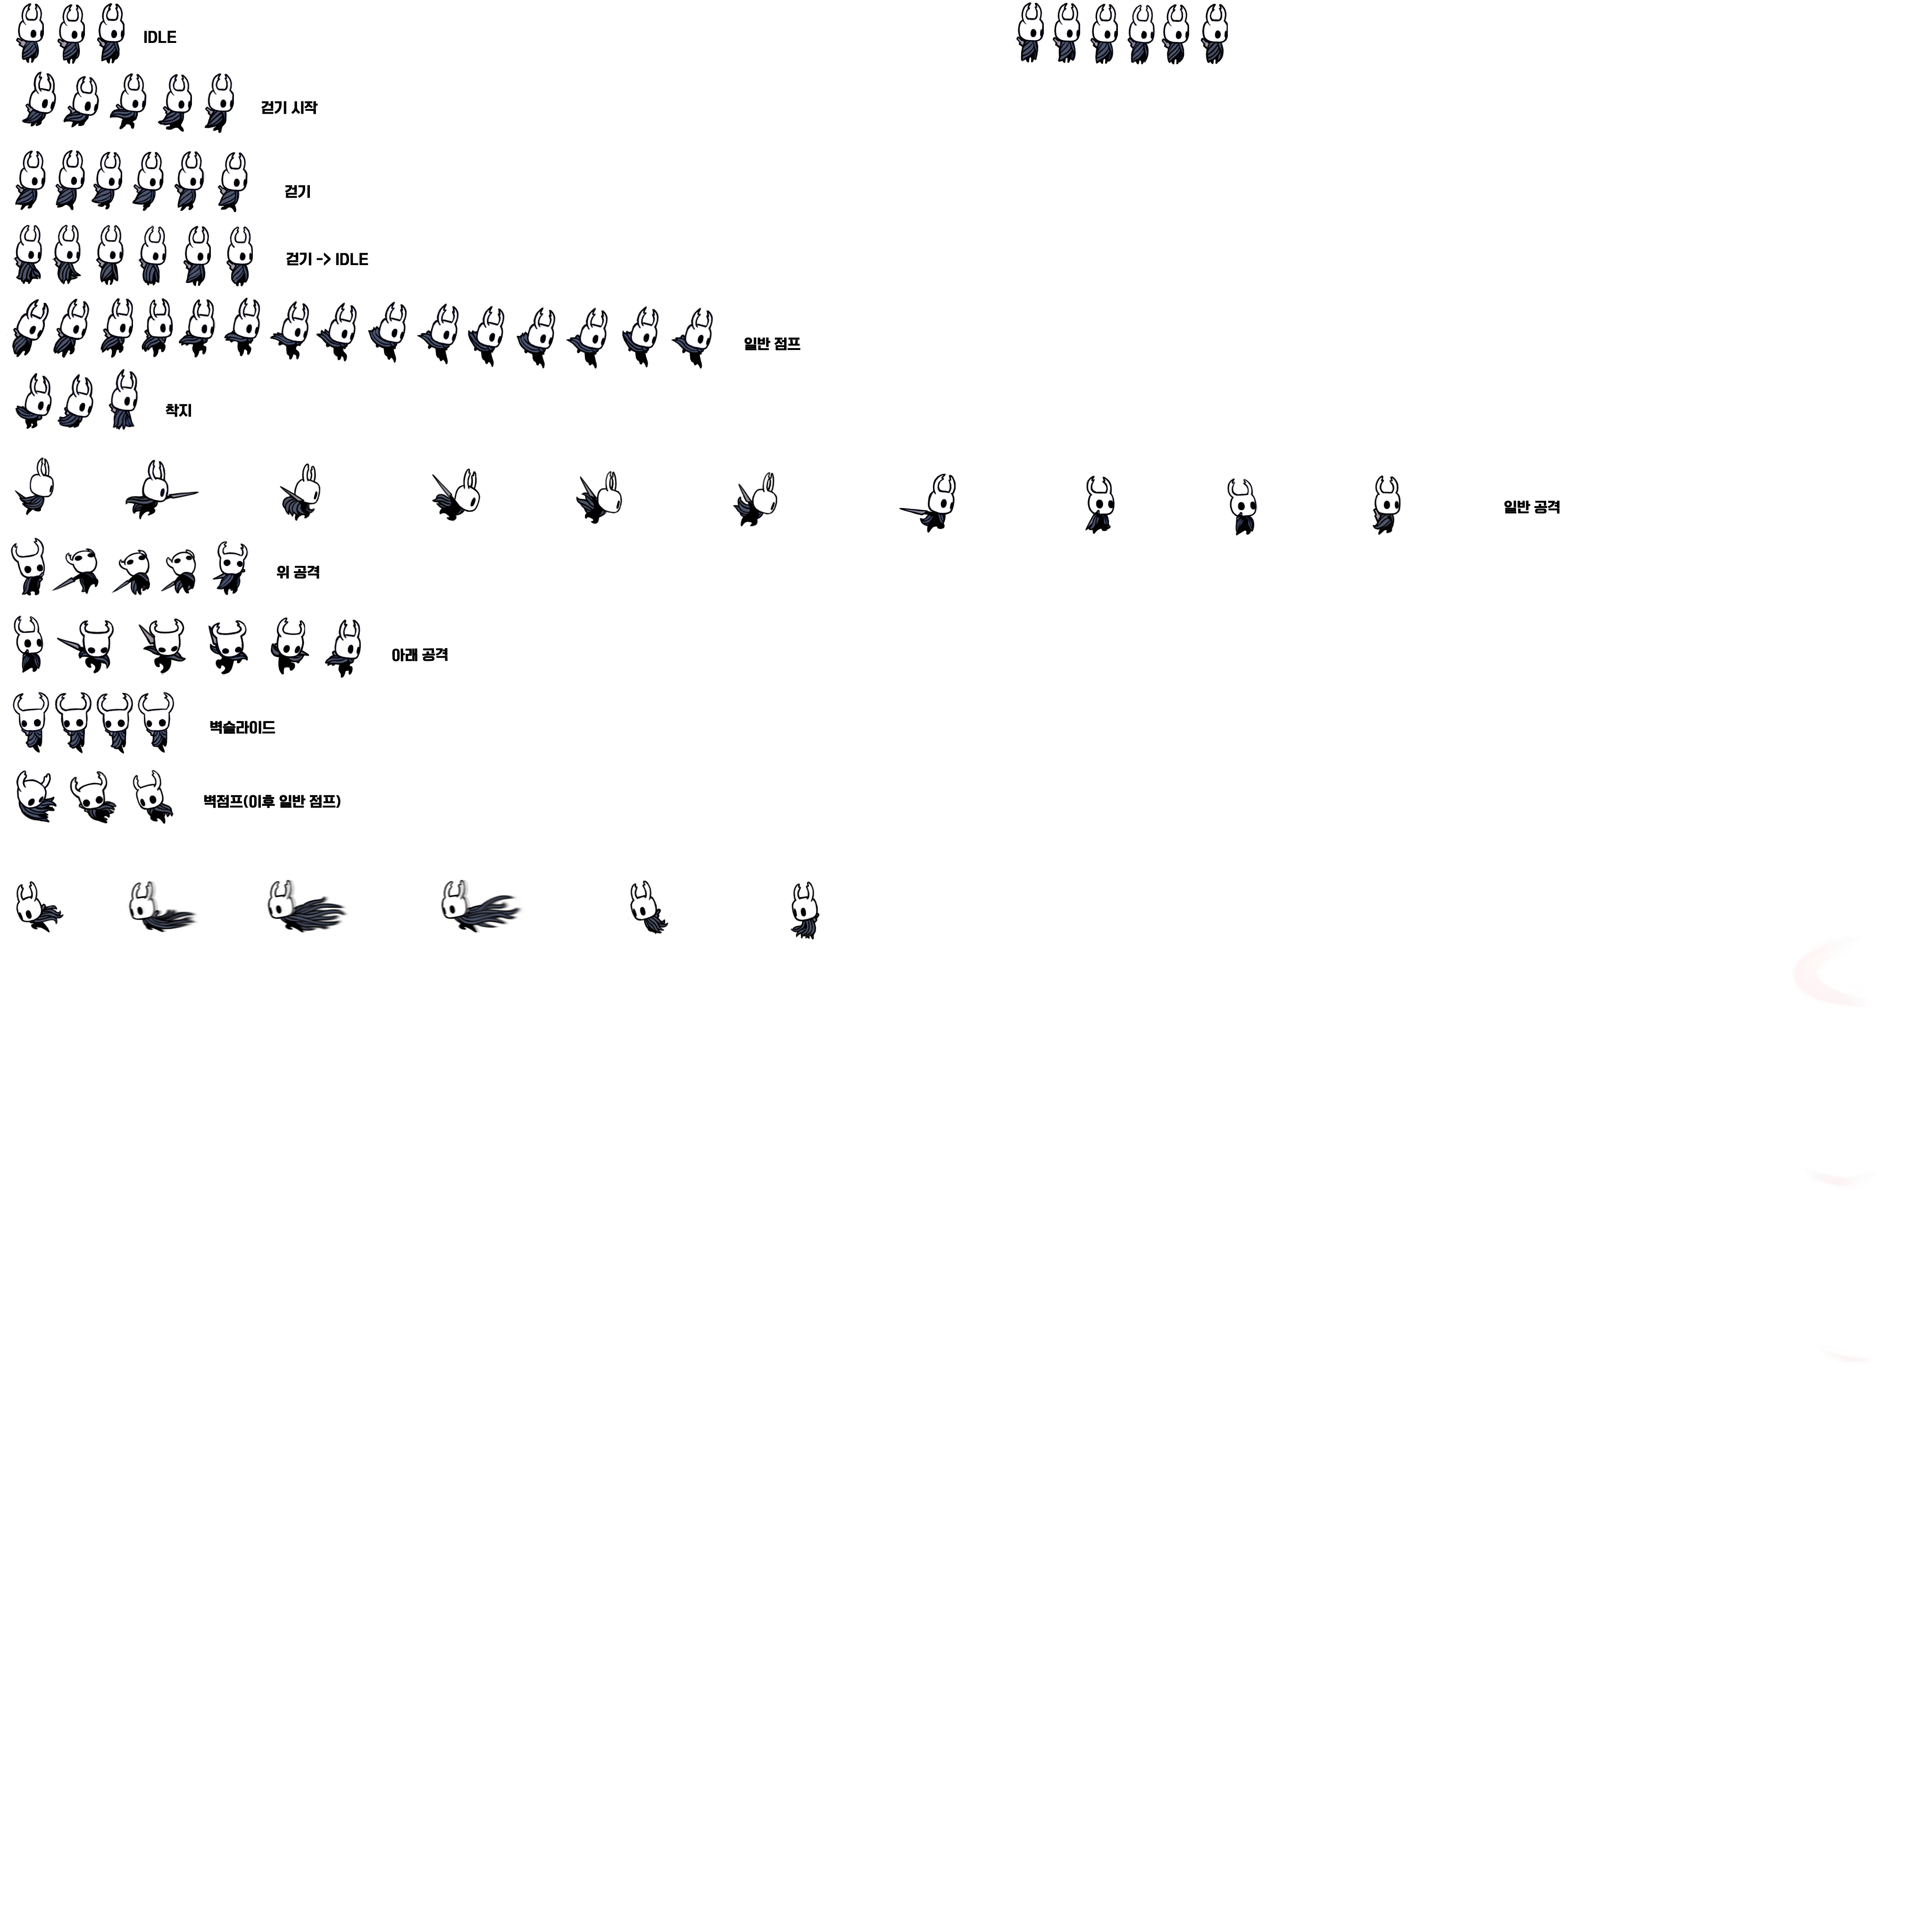 IDLE
걷기 시작
걷기
걷기 -> IDLE
일반 점프
착지
일반 공격
위 공격
아래 공격
벽슬라이드
벽점프(이후 일반 점프)